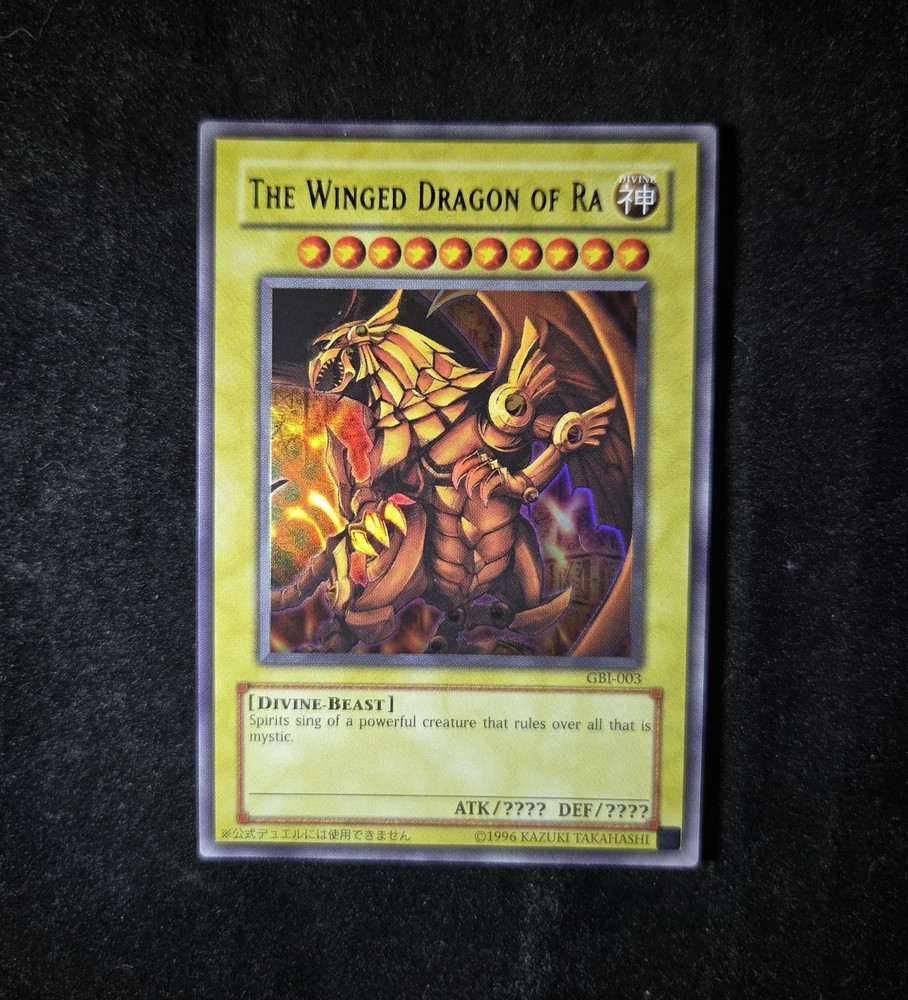 THE WINGED DRAGON OF RA
DIVINE
神
GBI-003
[DIVINE-BEAST]
Spirits sing of a powerful creature that rules over all that is
mystic.
ATK/???? DEF/????
※公式デュエルには使用できません
©1996 KAZUKI TAKAHASHI